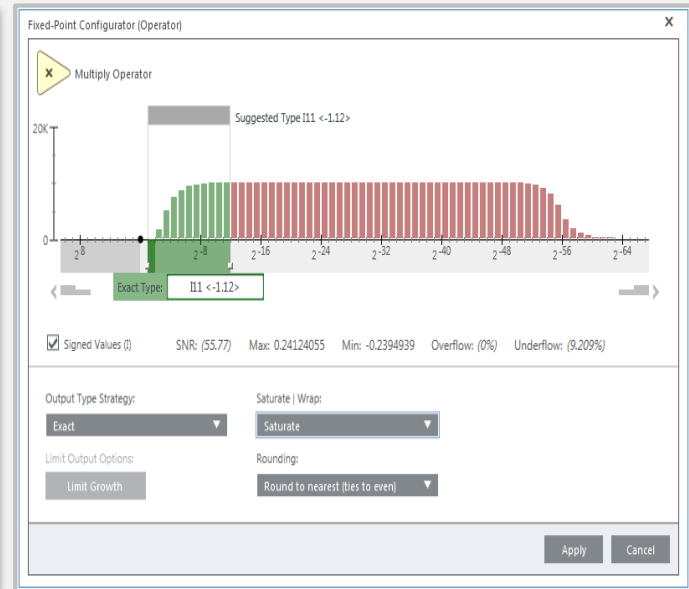 Fixed-Point Configurator (Operator) x
x Multiply Operator
Suggested Type I11 <-1.12>
20K
0
2^8 2^-8 2^-16 2^-24 2^-32 2^-40 2^-48 2^-56 2^-64
Exact Type: I11 <-1.12>
Signed Values (I) SNR: (55.77) Max: 0.24124055 Min: -0.2394939 Overflow: (0%) Underflow: (9.209%)
Output Type Strategy: Saturate | Wrap:
Exact Saturate
Limit Output Options: Rounding:
Limit Growth Round to nearest (ties to even)
Apply Cancel